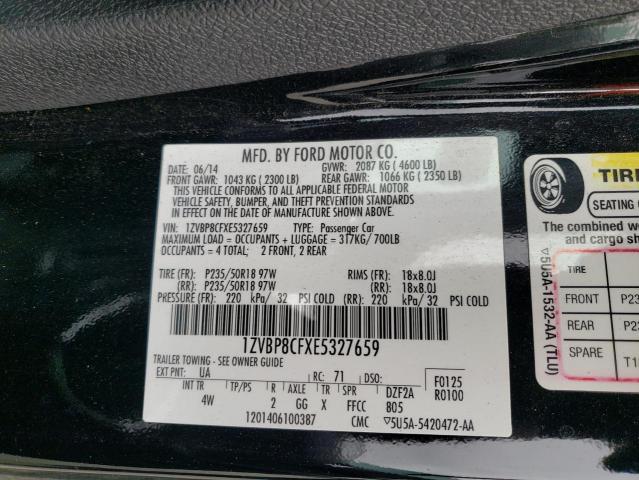 MFD. BY FORD MOTOR CO.
DATE: 06/14 GVWR: 2087 KG ( 4600 LB)
FRONT GAWR: 1043 KG ( 2300 LB) REAR GAWR: 1066 KG ( 2350 LB)
THIS VEHICLE CONFORMS TO ALL APPLICABLE FEDERAL MOTOR
VEHICLE SAFETY, BUMPER, AND THEFT PREVENTION STANDARDS
IN EFFECT ON THE DATE OF MANUFACTURE SHOWN ABOVE.
VIN: 1ZVBP8CFXE5327659 TYPE: Passenger Car
MAXIMUM LOAD = OCCUPANTS + LUGGAGE = 317KG/ 700LB
OCCUPANTS = 4 TOTAL; 2 FRONT, 2 REAR
TIRE (FR): P235/50R18 97W RIMS (FR): 18x8.0J
(RR): P235/50R18 97W (RR): 18x8.0J
PRESSURE (FR): 220 kPa/ 32 PSI COLD (RR): 220 kPa/ 32 PSI COLD
1ZVBP8CFXE5327659
TRAILER TOWING - SEE OWNER GUIDE
EXT PNT: UA RC: 71 DSO: F0125
INT TR TP/PS R AXLE TR SPR DZF2A R0100
4W 2 GG X FFCC 805
1201406100387 CMC ▽5U5A-5420472-AA
TIRE
SEATING
The combined w
and cargo sh
TIRE
FRONT P23
REAR P2
SPARE T1
▽5U5A-1532-AA (TLU)